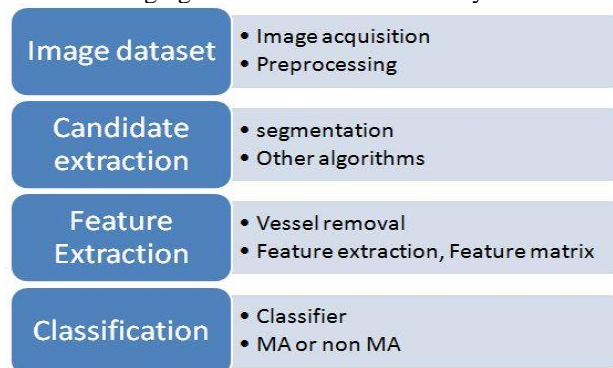 Image dataset
• Image acquisition
• Preprocessing
Candidate
extraction
• segmentation
• Other algorithms
Feature
Extraction
• Vessel removal
• Feature extraction, Feature matrix
Classification
• Classifier
• MA or non MA